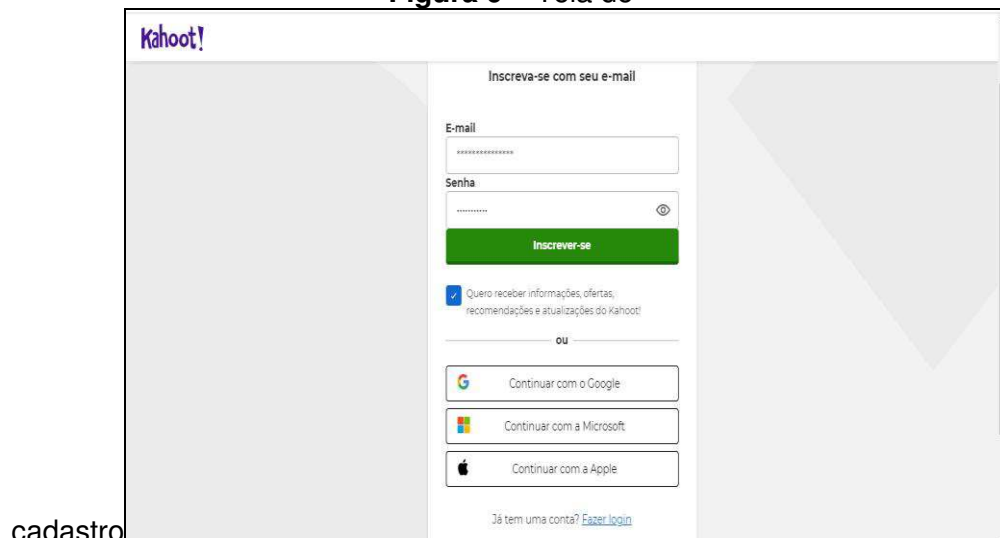 Kahoot!
Inscreva-se com seu e-mail
E-mail
***************
Senha
...........
Inscrever-se
Quero receber informações, ofertas,
recomendações e atualizações do Kahoot!
ou
Continuar com o Google
Continuar com a Microsoft
Continuar com a Apple
Já tem uma conta? Fazer login
cadastro